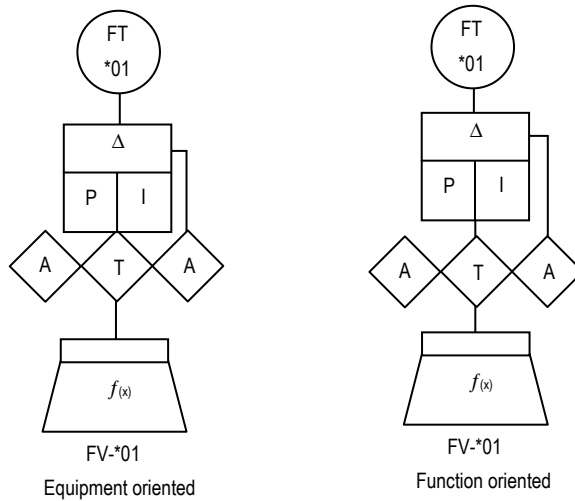 FT
*01
Δ
P I
A T A
f(x)
FV-*01
Equipment oriented
FT
*01
Δ
P I
A T A
f(x)
FV-*01
Function oriented